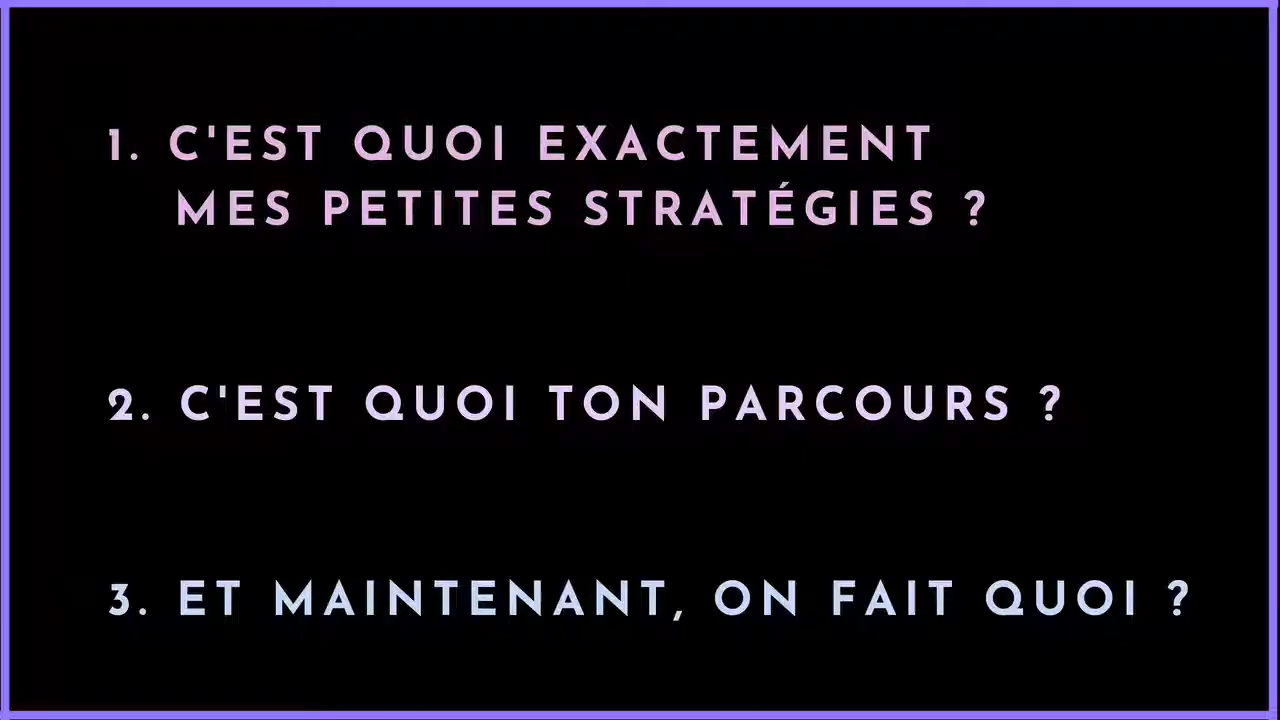 1. C'EST QUOI EXACTEMENT
MES PETITES STRATÉGIES ?
2. C'EST QUOI TON PARCOURS ?
3. ET MAINTENANT, ON FAIT QUOI ?